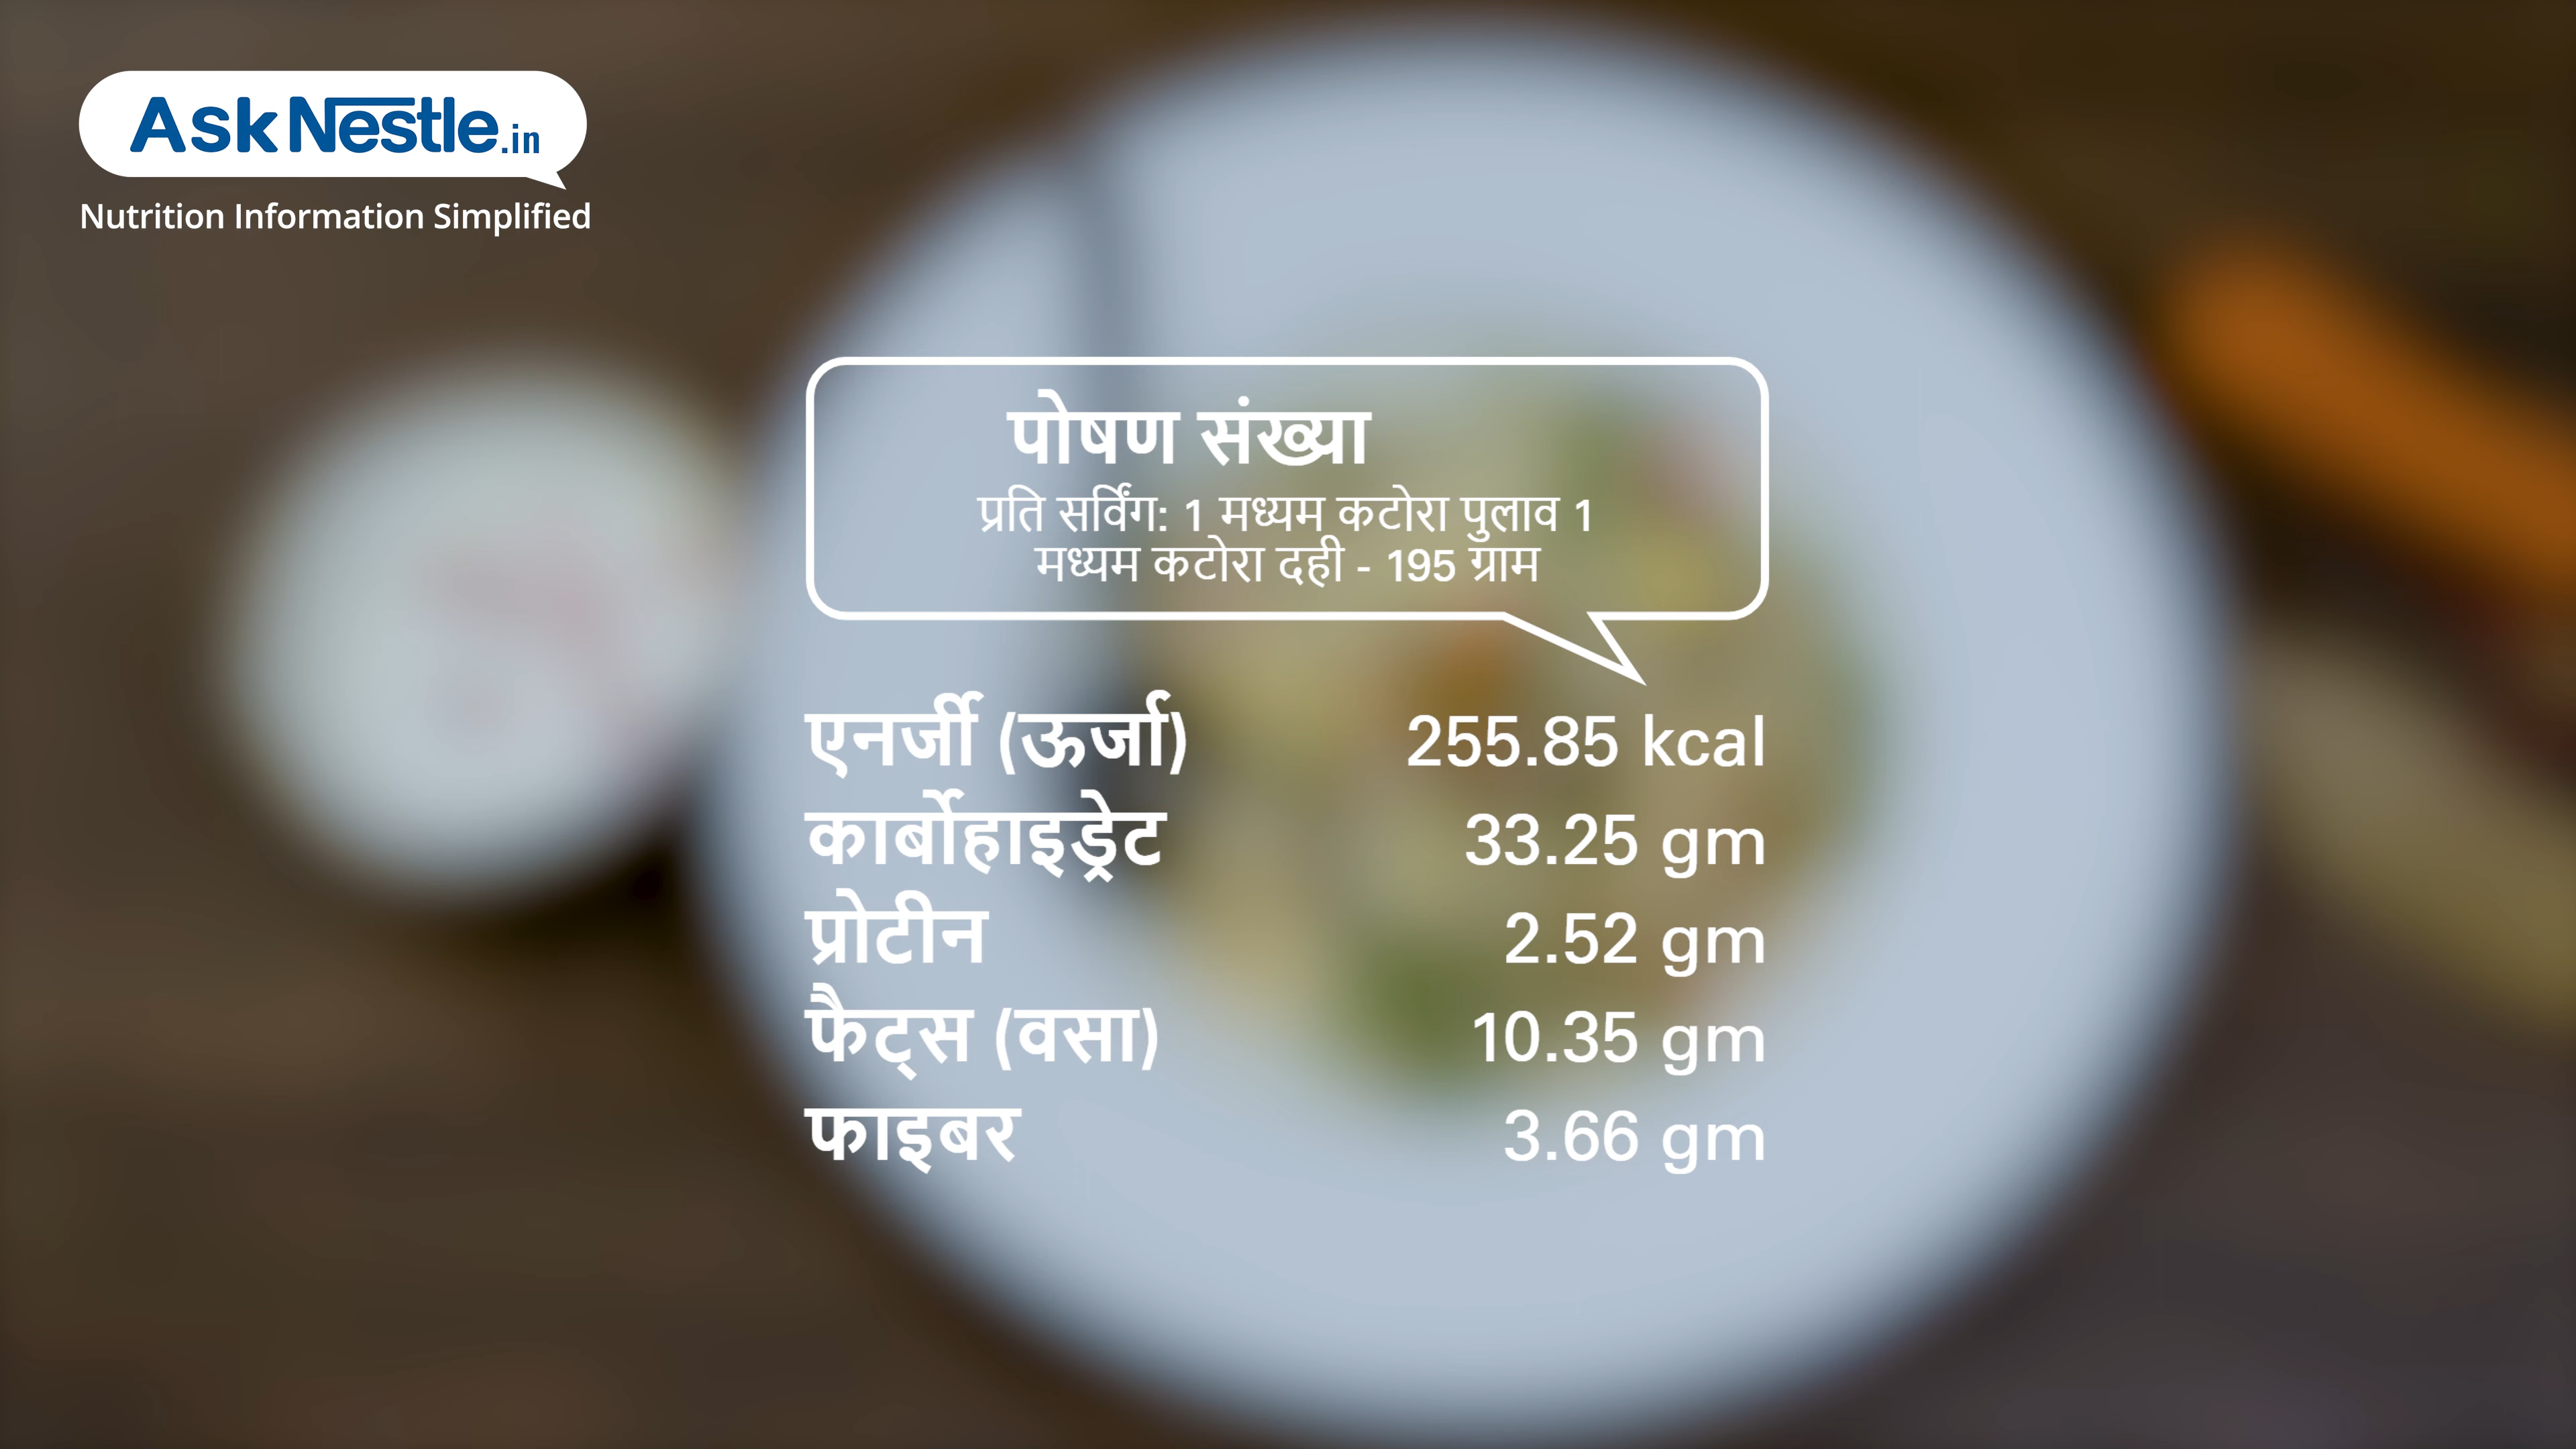 AskNestle.in
Nutrition Information Simplified
पोषण संख्या
प्रति सर्विंग: 1 मध्यम कटोरा पुलाव 1
मध्यम कटोरा दही - 195 ग्राम
एनर्जी (ऊर्जा) 255.85 kcal
कार्बोहाइड्रेट 33.25 gm
प्रोटीन 2.52 gm
फैट्स (वसा) 10.35 gm
फाइबर 3.66 gm